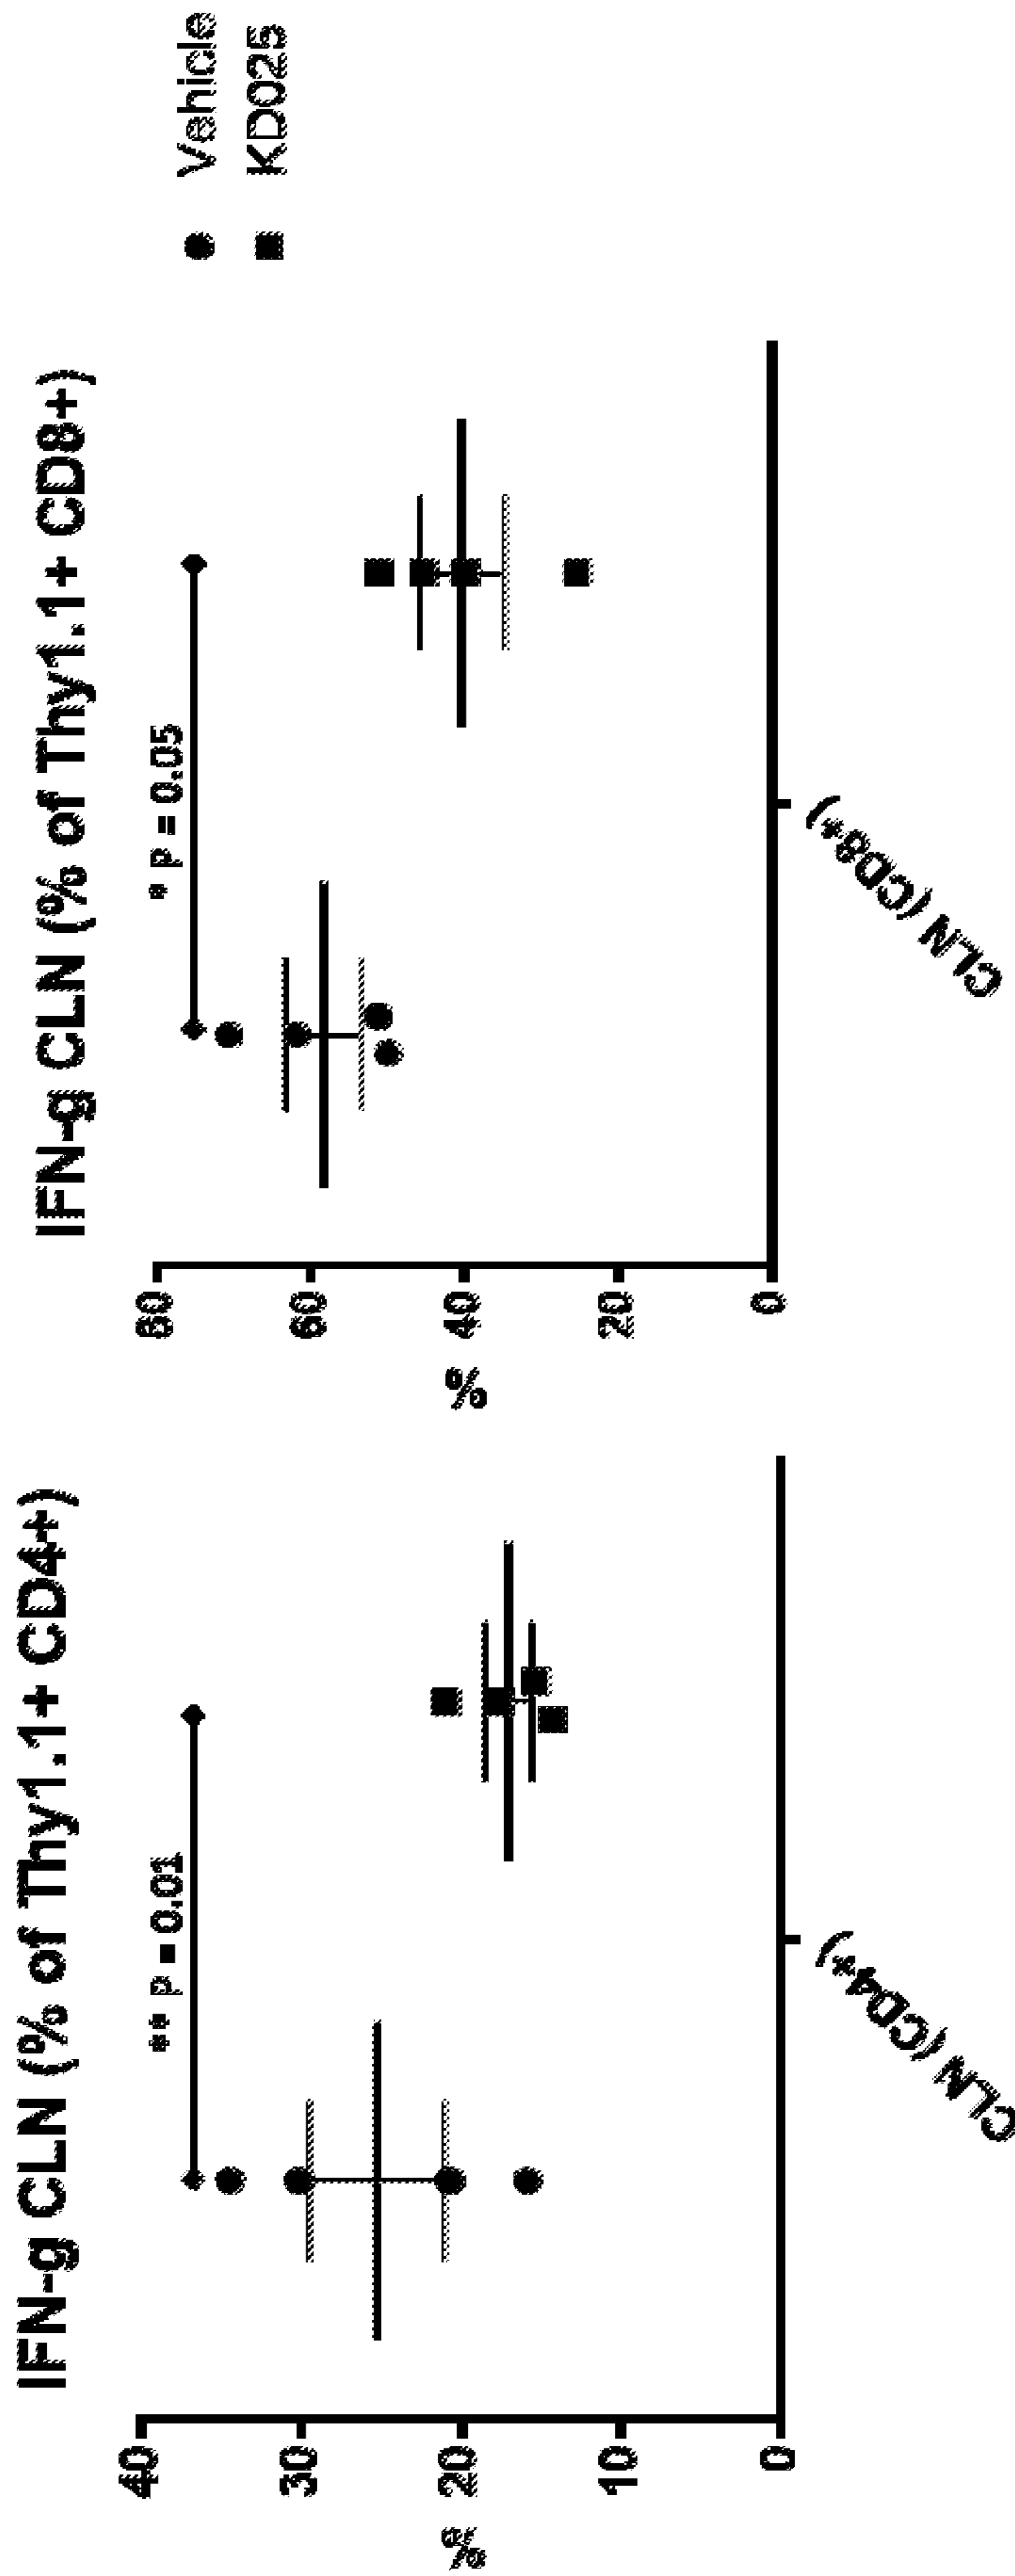 IFN-g CLN (% of Thy1.1+ CD4+)
** p = 0.01
%
40
30
20
10
0
CLN (CD4+)
IFN-g CLN (% of Thy1.1+ CD8+)
* p = 0.05
%
80
60
40
20
0
CLN (CD8+)
Vehicle
KD025